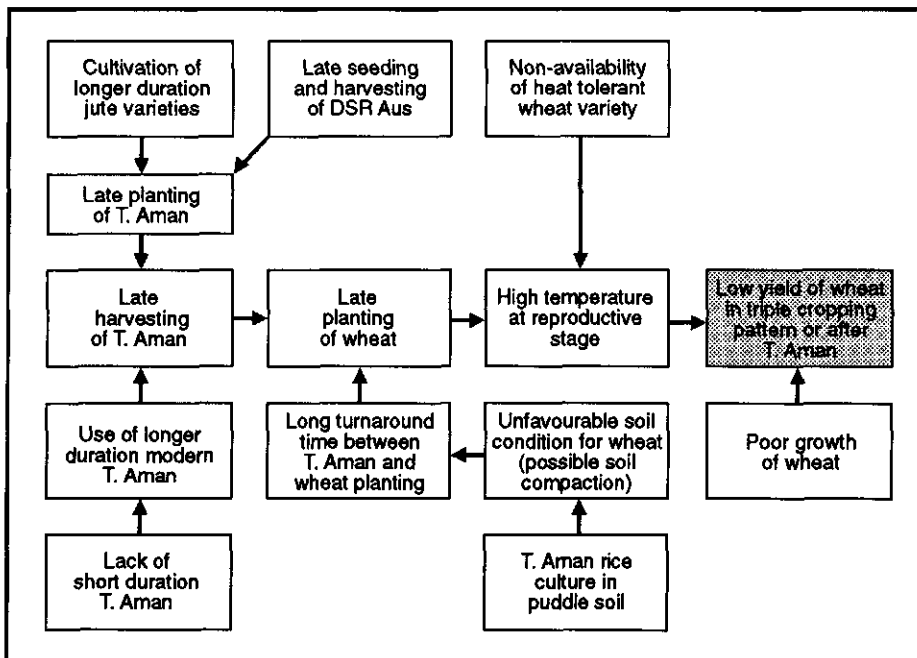 Cultivation of
longer duration
jute varieties
Late seeding
and harvesting
of DSR Aus
Non-availability
of heat tolerant
wheat variety
Late planting
of T. Aman
Late
harvesting
of T. Aman
Late
planting
of wheat
High temperature
at reproductive
stage
Low yield of wheat
in triple cropping
pattern or after
T. Aman
Use of longer
duration modern
T. Aman
Long turnaround
time between
T. Aman and
wheat planting
Unfavourable soil
condition for wheat
(possible soil
compaction)
Poor growth
of wheat
Lack of
short duration
T. Aman
T. Aman rice
culture in
puddle soil